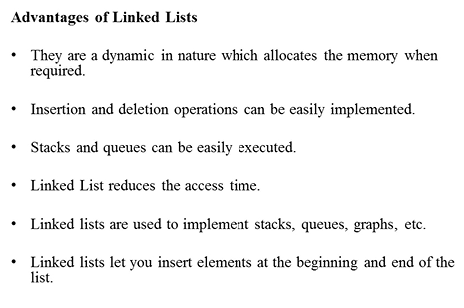 Advantages of Linked Lists
• They are a dynamic in nature which allocates the memory when
required.
• Insertion and deletion operations can be easily implemented.
• Stacks and queues can be easily executed.
• Linked List reduces the access time.
• Linked lists are used to implement stacks, queues, graphs, etc.
• Linked lists let you insert elements at the beginning and end of the
list.